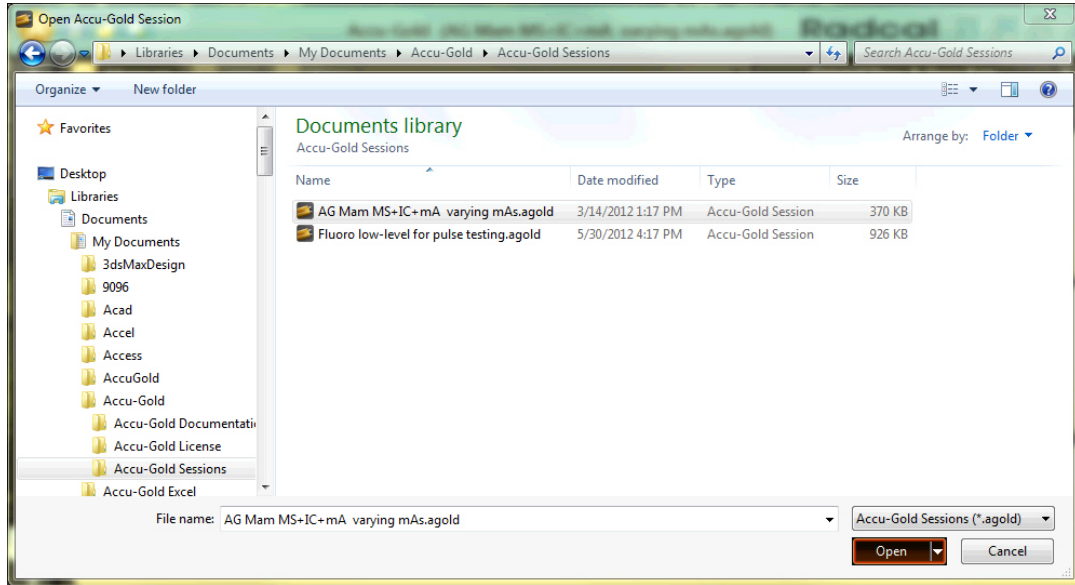 Open Accu-Gold Session
Radcal
Libraries ▸ Documents ▸ My Documents ▸ Accu-Gold ▸ Accu-Gold Sessions
Search Accu-Gold Sessions
Organize ▼ New folder
Favorites
Desktop
Libraries
Documents
My Documents
3dsMaxDesign
9096
Acad
Accel
Access
AccuGold
Accu-Gold
Accu-Gold Documentati
Accu-Gold License
Accu-Gold Sessions
Accu-Gold Excel
Documents library
Accu-Gold Sessions
Arrange by: Folder ▼
Name Date modified Type Size
AG Mam MS+IC+mA  varying mAs.agold 3/14/2012 1:17 PM Accu-Gold Session 370 KB
Fluoro low-level for pulse testing.agold 5/30/2012 4:17 PM Accu-Gold Session 926 KB
File name: AG Mam MS+IC+mA  varying mAs.agold
Accu-Gold Sessions (*.agold)
Open Cancel